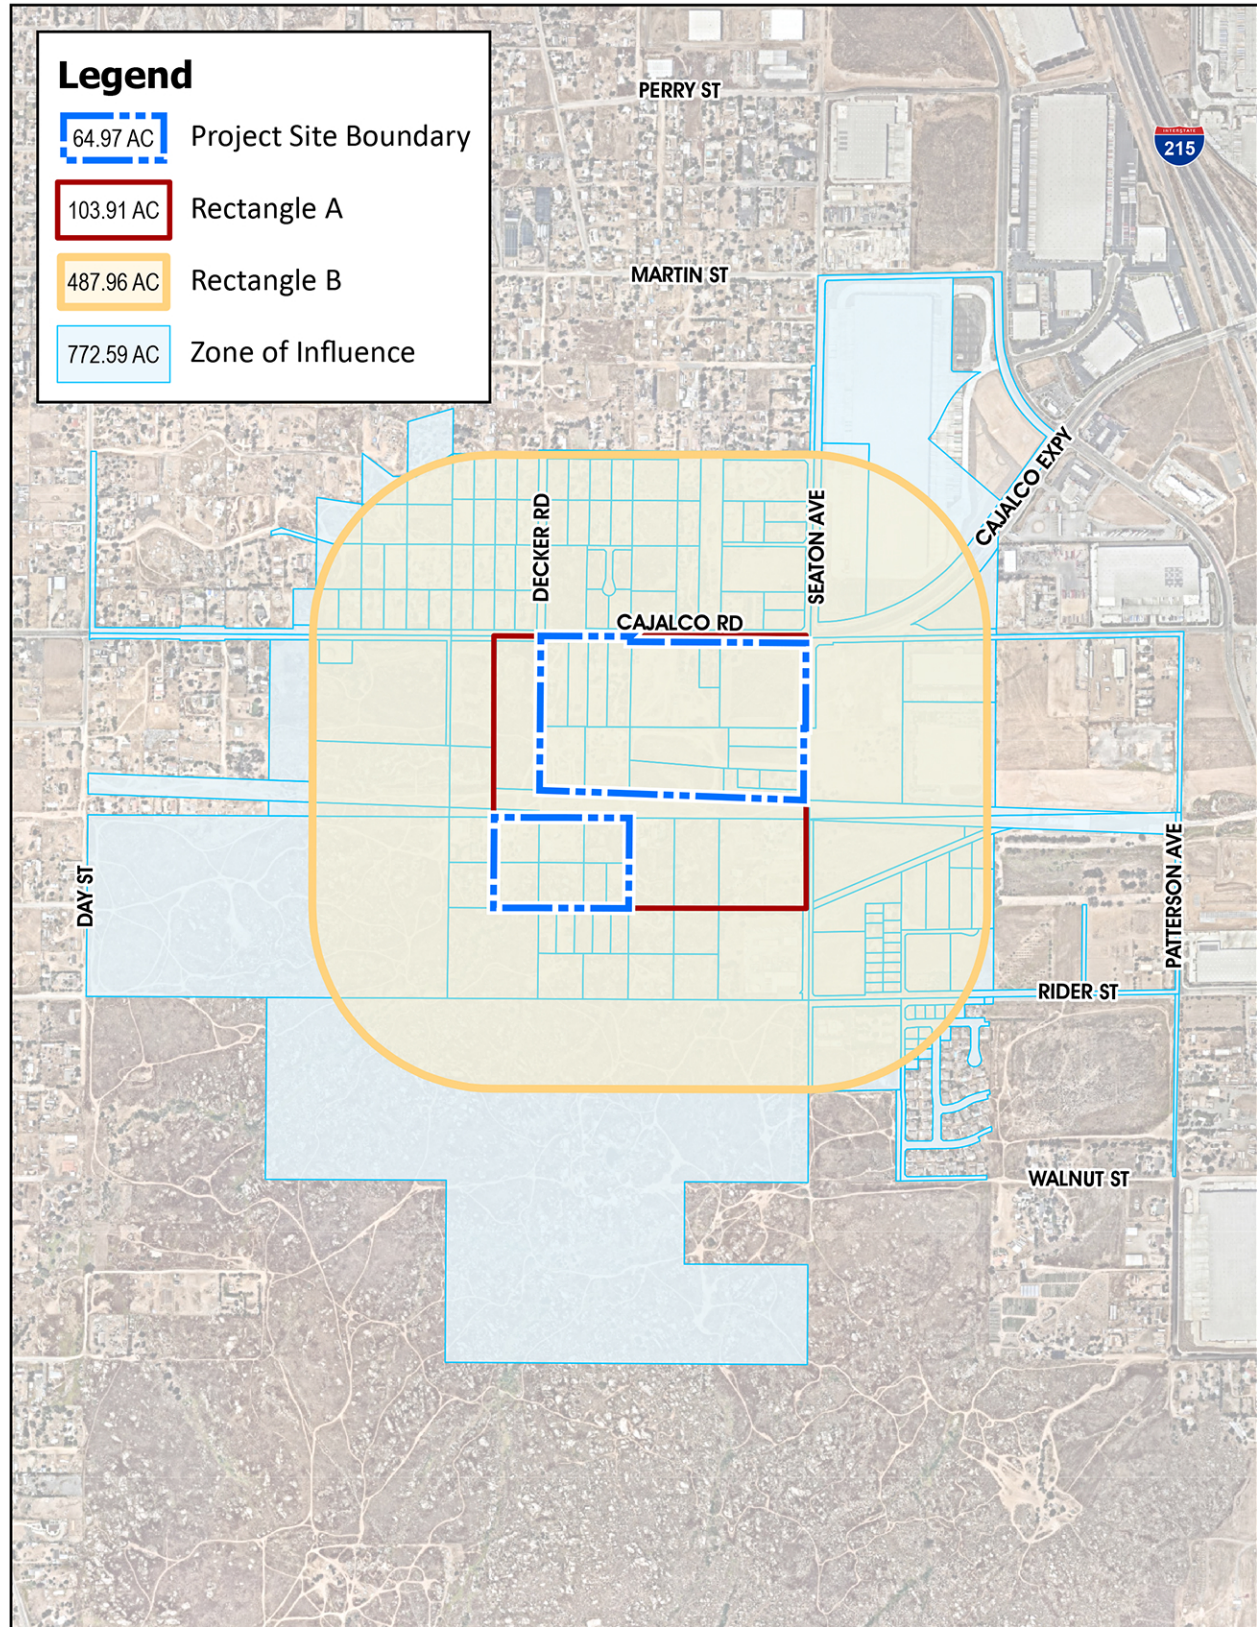 Legend
64.97 AC Project Site Boundary
103.91 AC Rectangle A
487.96 AC Rectangle B
772.59 AC Zone of Influence
PERRY ST
INTERSTATE
215
MARTIN ST
CAJALCO EXPY
DECKER RD
SEATON AVE
CAJALCO RD
DAY ST
PATTERSON AVE
RIDER ST
WALNUT ST